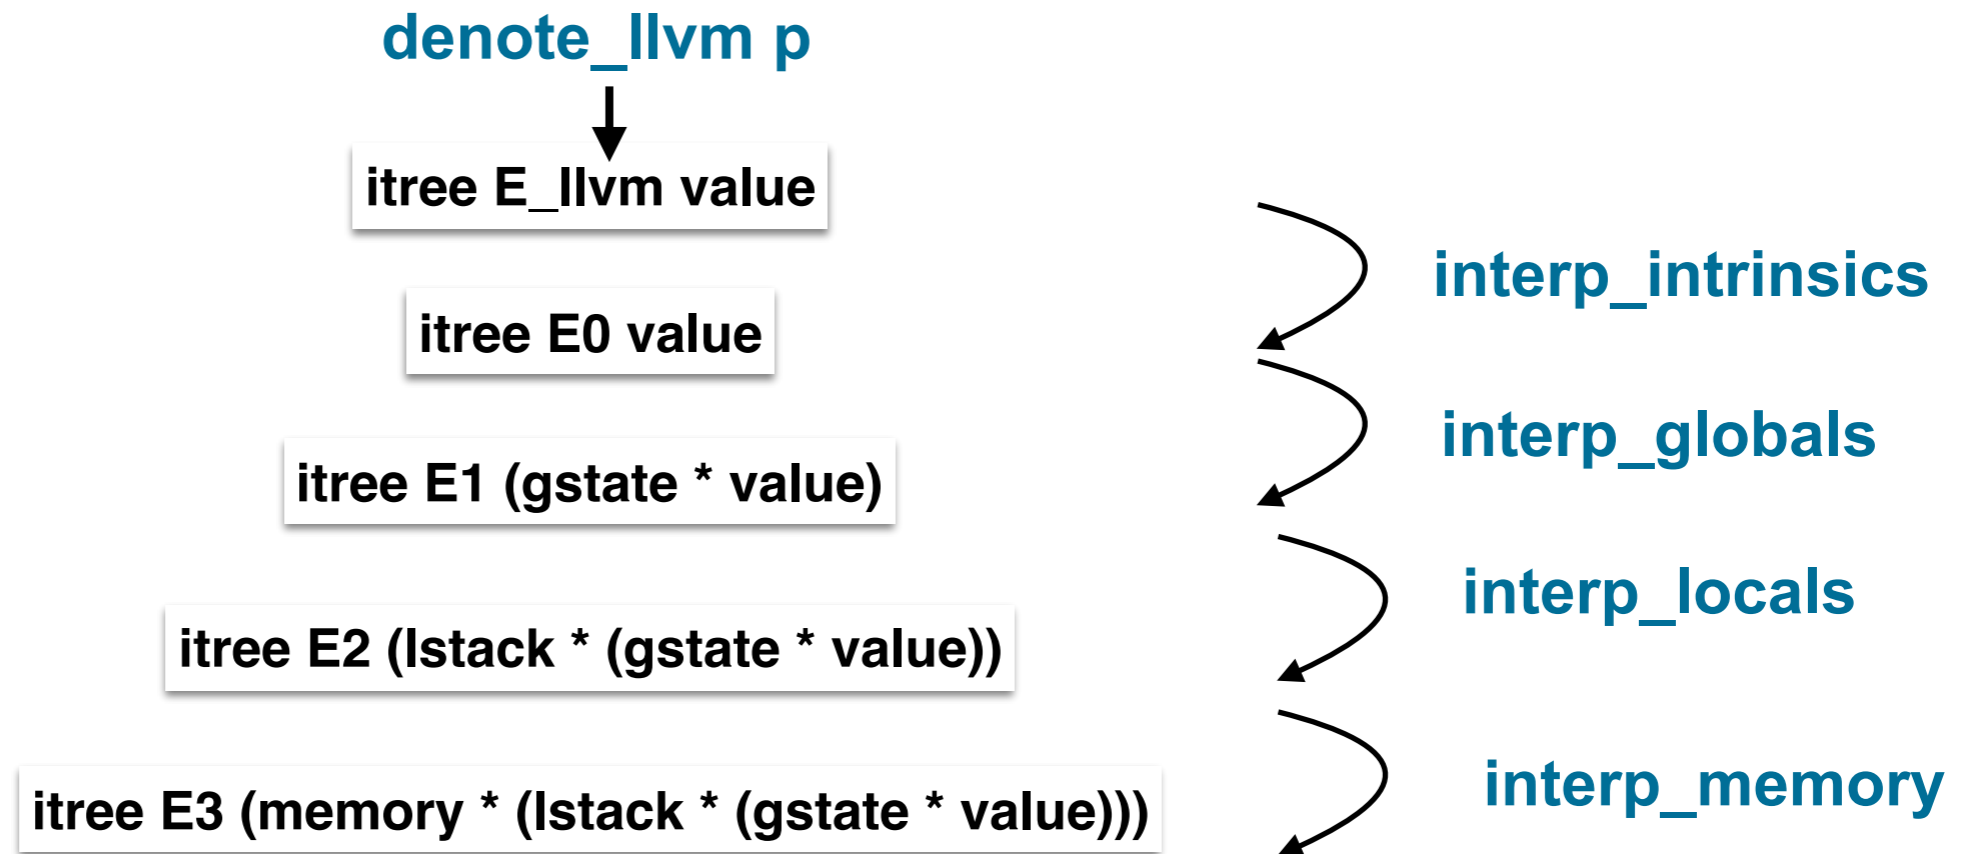 denote_llvm p
itree E_llvm value
interp_intrinsics
itree E0 value
interp_globals
itree E1 (gstate * value)
interp_locals
itree E2 (lstack * (gstate * value))
interp_memory
itree E3 (memory * (lstack * (gstate * value)))